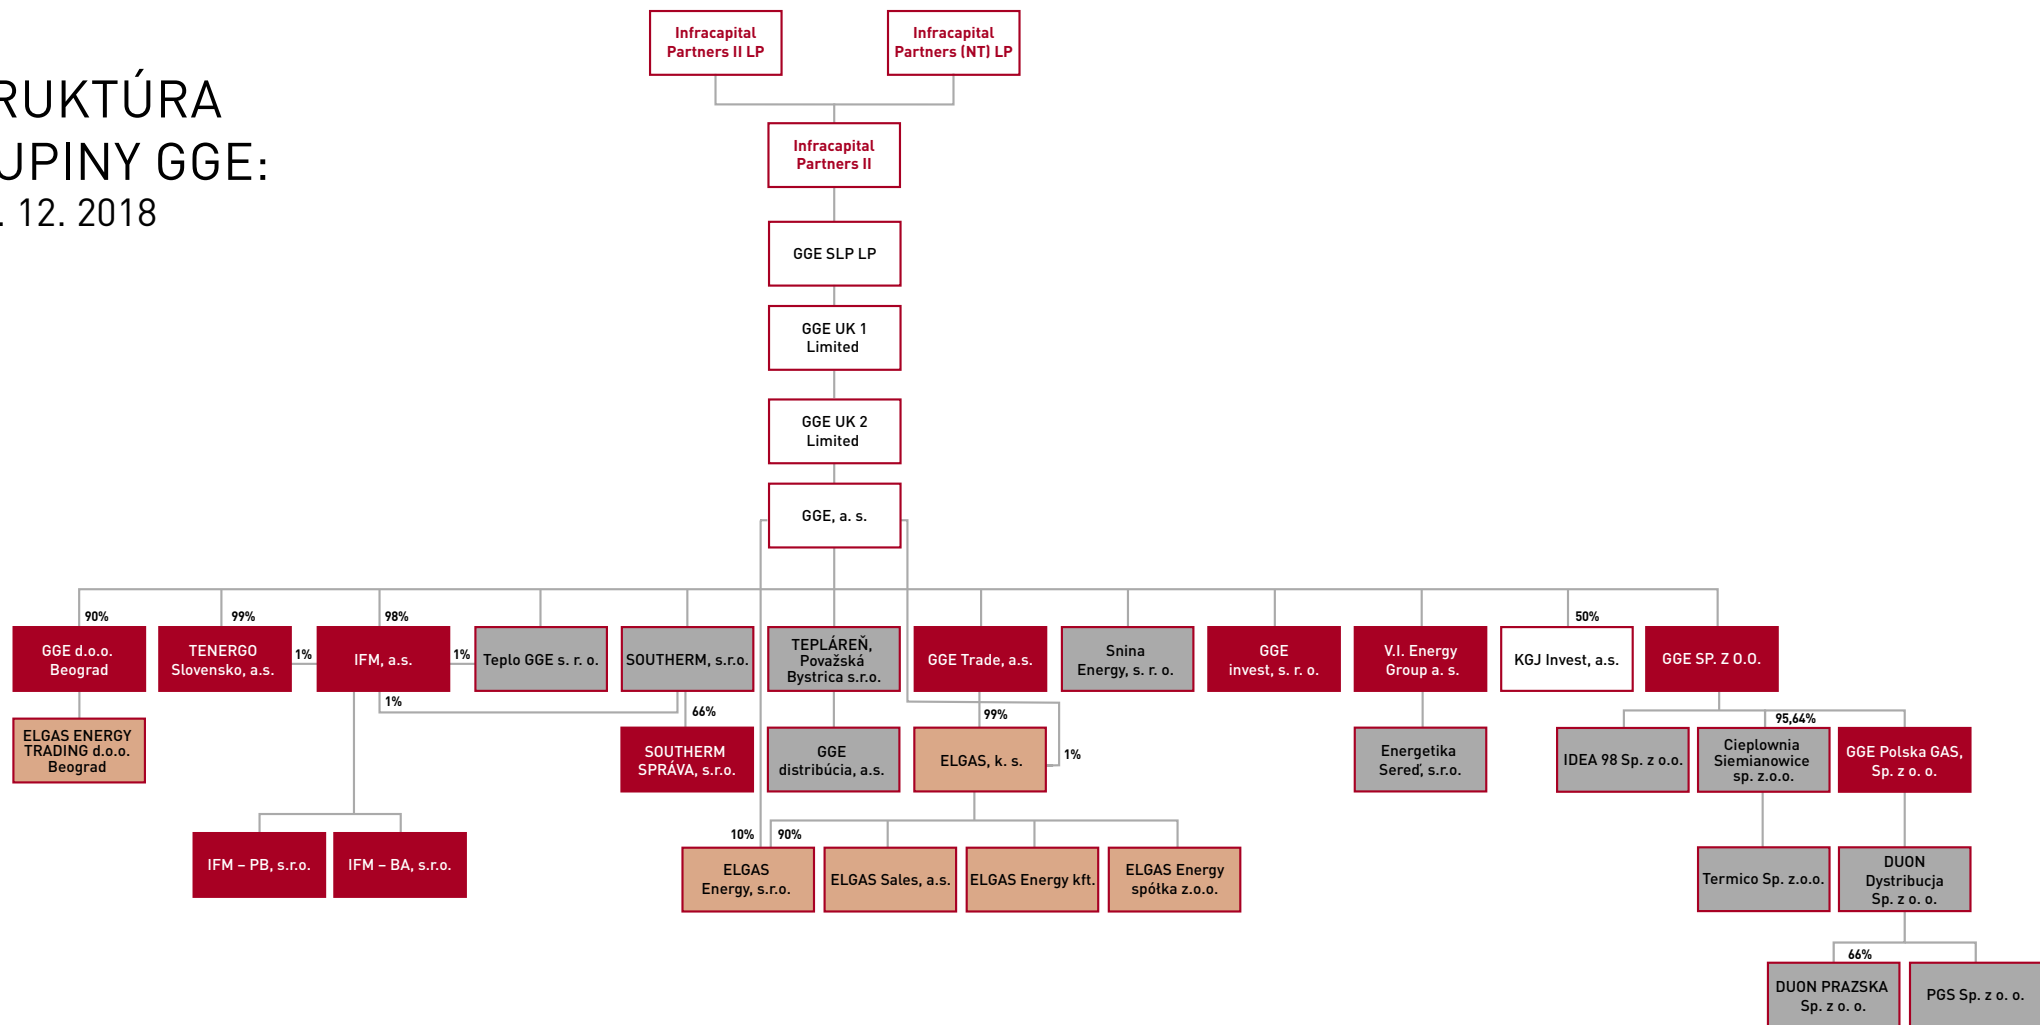 Infracapital
Partners II LP
Infracapital
Partners (NT) LP
RUKTÚRA
UPINY GGE:
. 12. 2018
Infracapital
Partners II
GGE SLP LP
GGE UK 1
Limited
GGE UK 2
Limited
GGE, a. s.
90%
99%
98%
50%
GGE d.o.o.
Beograd
TENERGO
Slovensko, a.s.
1%
IFM, a.s.
1%
Teplo GGE s. r. o.
SOUTHERM, s.r.o.
TEPLÁREŇ,
Považská
Bystrica s.r.o.
GGE Trade, a.s.
Snina
Energy, s. r. o.
GGE
invest, s. r. o.
V.I. Energy
Group a. s.
KGJ Invest, a.s.
GGE SP. Z O.O.
1%
66%
99%
95,64%
ELGAS ENERGY
TRADING d.o.o.
Beograd
SOUTHERM
SPRÁVA, s.r.o.
GGE
distribúcia, a.s.
ELGAS, k. s.
1%
Energetika
Sereď, s.r.o.
IDEA 98 Sp. z o.o.
Cieplownia
Siemianowice
sp. z.o.o.
GGE Polska GAS,
Sp. z o. o.
10%
90%
IFM – PB, s.r.o.
IFM – BA, s.r.o.
ELGAS
Energy, s.r.o.
ELGAS Sales, a.s.
ELGAS Energy kft.
ELGAS Energy
spółka z.o.o.
Termico Sp. z.o.o.
DUON
Dystribucja
Sp. z o. o.
66%
DUON PRAZSKA
Sp. z o. o.
PGS Sp. z o. o.